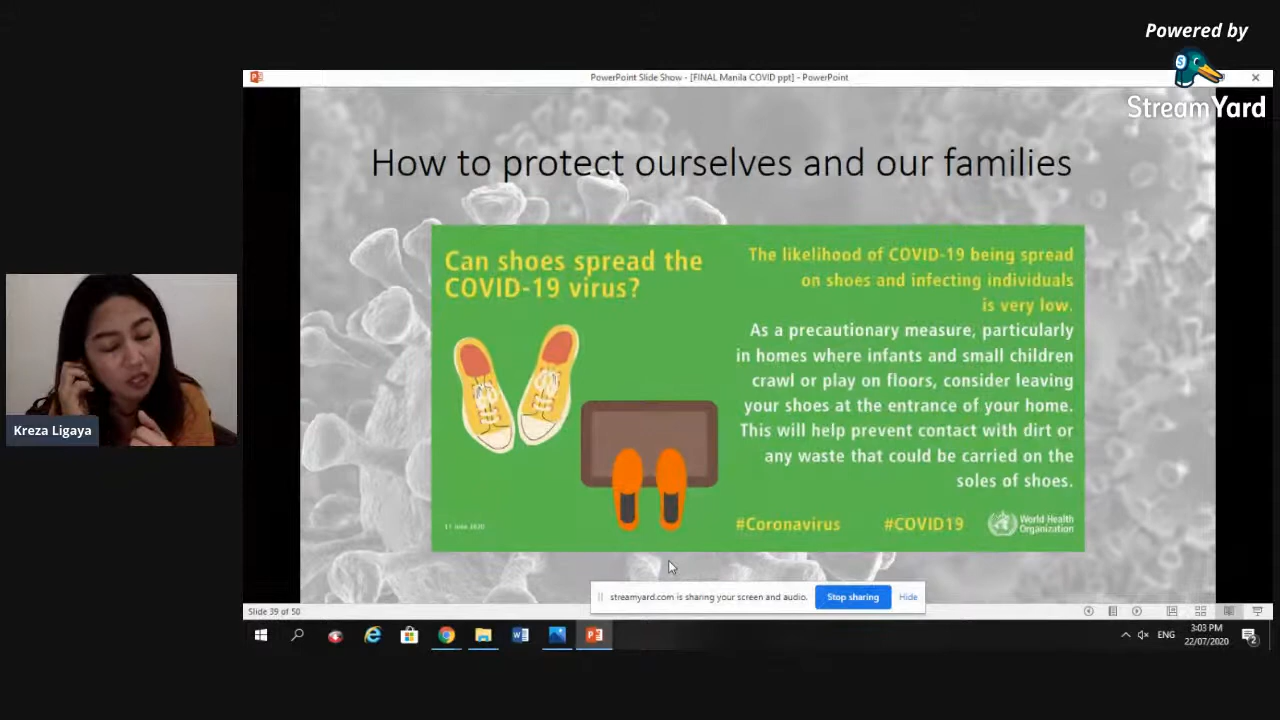 Powered by
StreamYard
PowerPoint Slide Show - [FINAL Manila COVID ppt] - PowerPoint
How to protect ourselves and our families
Can shoes spread the
COVID-19 virus?
The likelihood of COVID-19 being spread
on shoes and infecting individuals
is very low.
As a precautionary measure, particularly
in homes where infants and small children
crawl or play on floors, consider leaving
your shoes at the entrance of your home.
This will help prevent contact with dirt or
any waste that could be carried on the
soles of shoes.
#Coronavirus #COVID19
World Health
Organization
Kreza Ligaya
streamyard.com is sharing your screen and audio. Stop sharing Hide
Slide 39 of 50
ENG
3:03 PM
22/07/2020